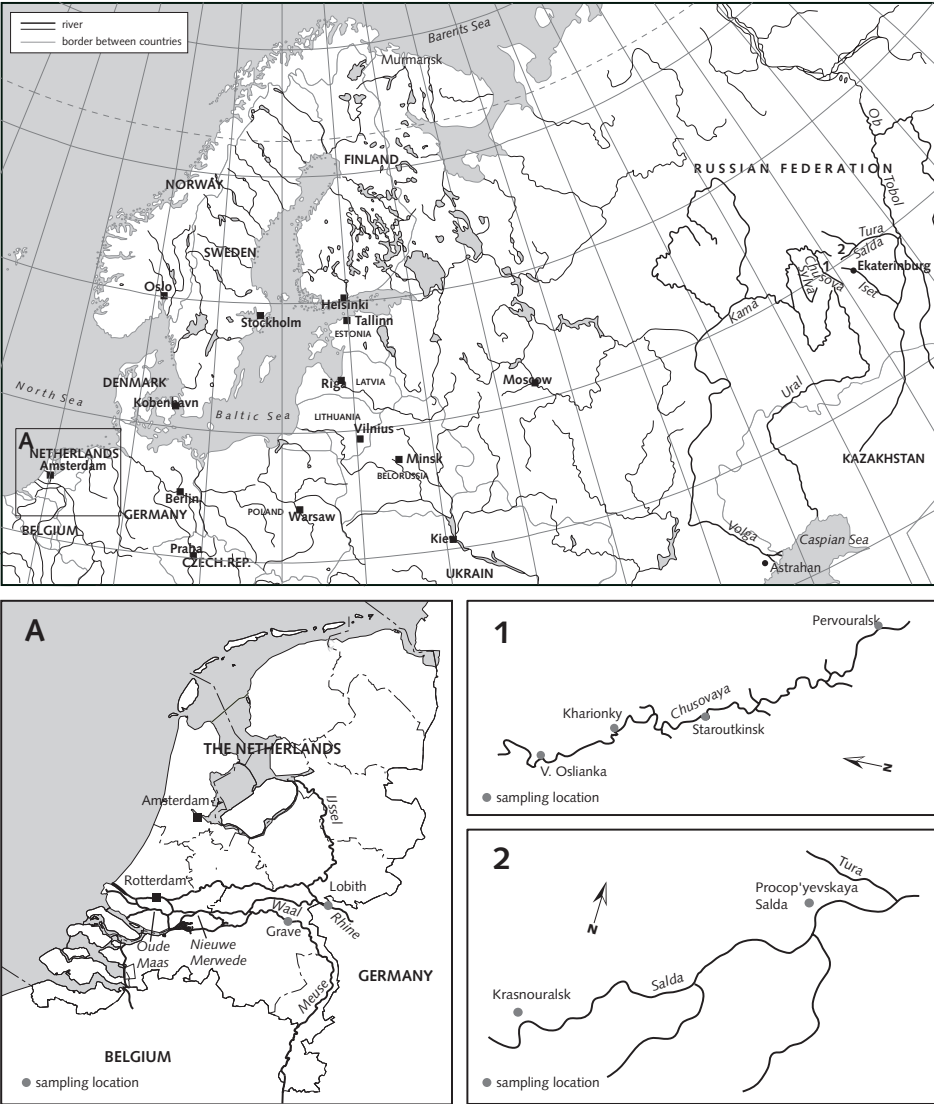 river
border between countries
Barents Sea
Murmansk
FINLAND
NORWAY
SWEDEN
Oslo
Stockholm
Helsinki
Tallinn
ESTONIA
Riga
LATVIA
DENMARK
Kobenhavn
North Sea
Baltic Sea
LITHUANIA
Vilnius
Minsk
BELORUSSIA
Moscow
RUSSIAN FEDERATION
Ob
Tobol
Tura
2
Salda
1
Chusova
Sylva
Ekaterinburg
Iset
Kama
Ural
KAZAKHSTAN
A
NETHERLANDS
Amsterdam
BELGIUM
Berlin
GERMANY
POLAND
Warsaw
Praha
CZECH.REP.
Kiev
UKRAIN
Volga
Caspian Sea
Astrahan
A
THE NETHERLANDS
Amsterdam
IJssel
Rotterdam
Lobith
Waal
Rhine
Grave
Oude
Maas
Nieuwe
Merwede
GERMANY
Meuse
BELGIUM
sampling location
1
Pervouralsk
Chusovaya
Kharionky
Staroutkinsk
V. Oslianka
N
sampling location
2
Tura
Procop'yevskaya
Salda
N
Salda
Krasnouralsk
sampling location